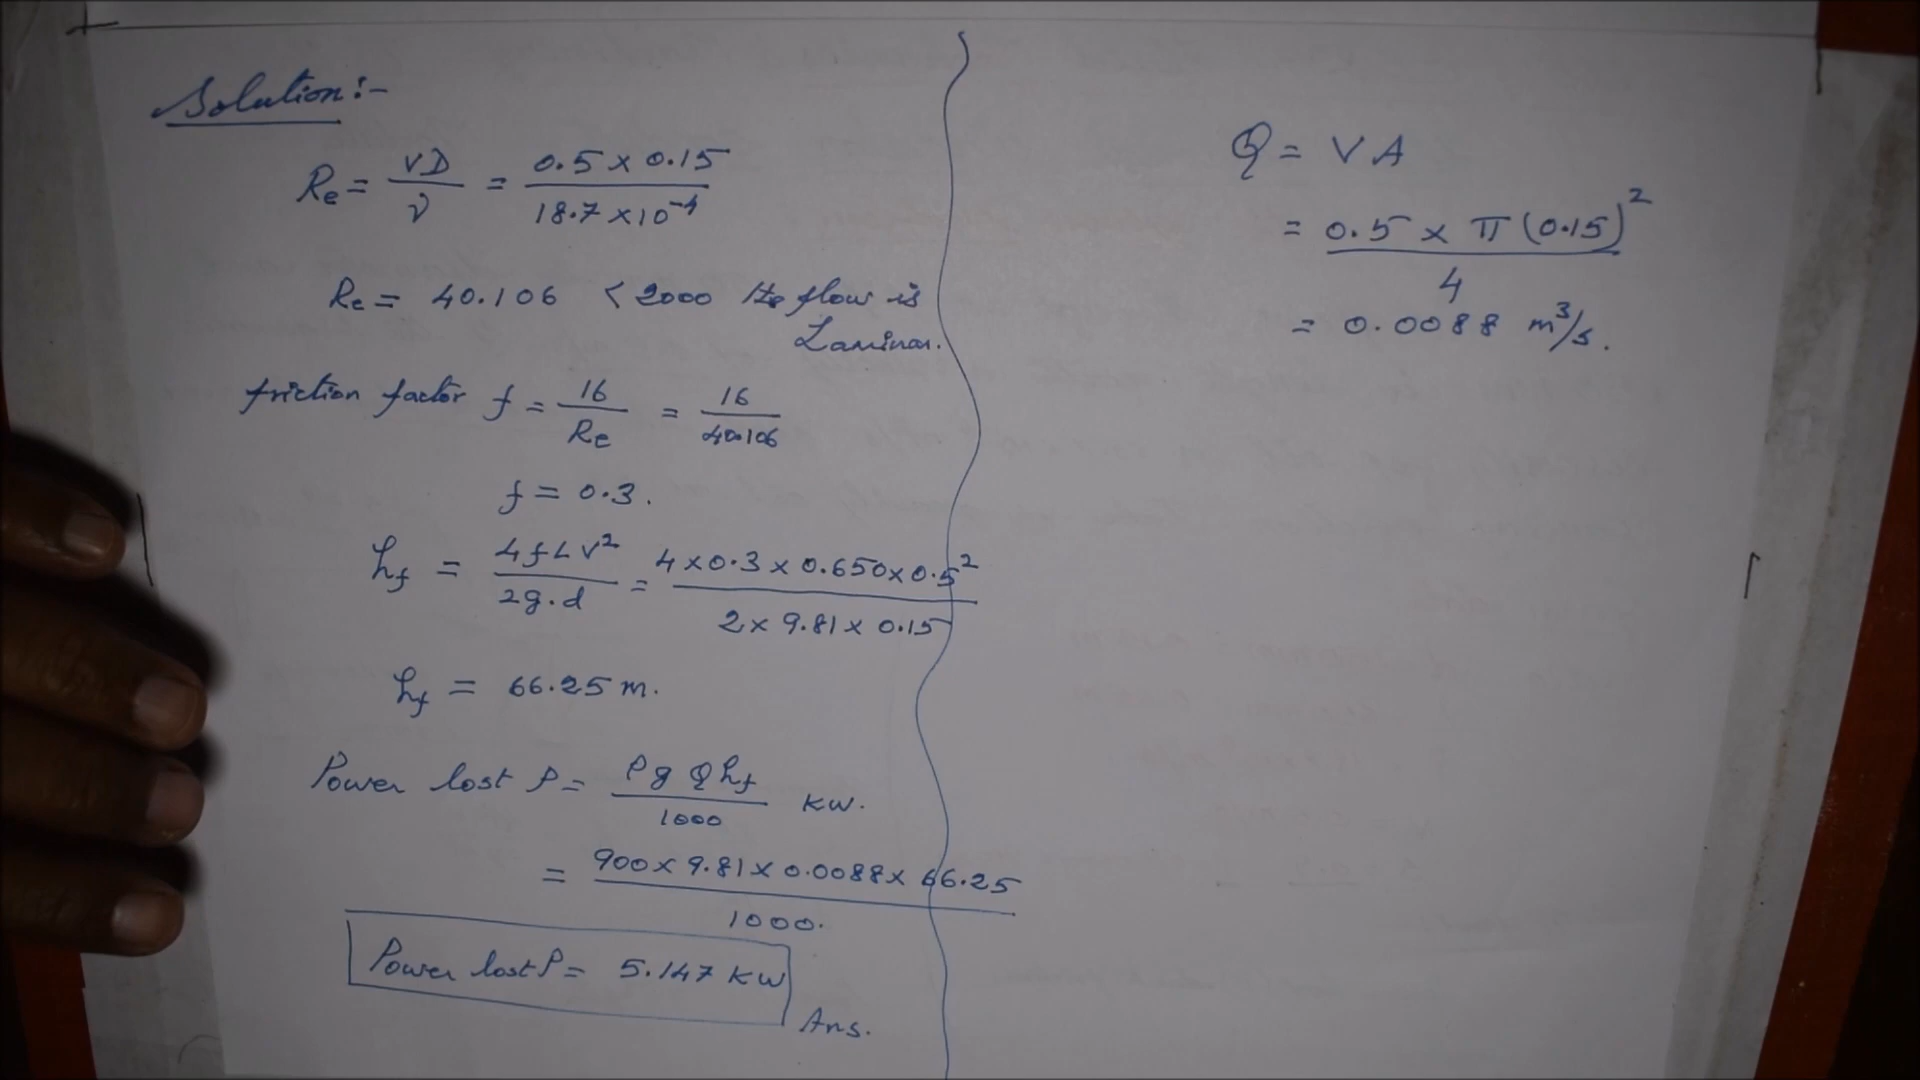 Solution:-
Re = VD / ν = 0.5 x 0.15 / 18.7 x 10⁻⁴
Re = 40.106 < 2000 the flow is
Laminar.
friction factor f = 16 / Re = 16 / 40.106
f = 0.3.
hf = 4fLv² / 2g.d = 4 x 0.3 x 0.650 x 0.5² / 2 x 9.81 x 0.15
hf = 66.25 m.
Power lost P = ρg Q hf / 1000 kw.
= 900 x 9.81 x 0.0088 x 66.25 / 1000.
Power lost P = 5.147 kw
Ans.
Q = VA
= 0.5 x π (0.15)² / 4
= 0.0088 m³/s.